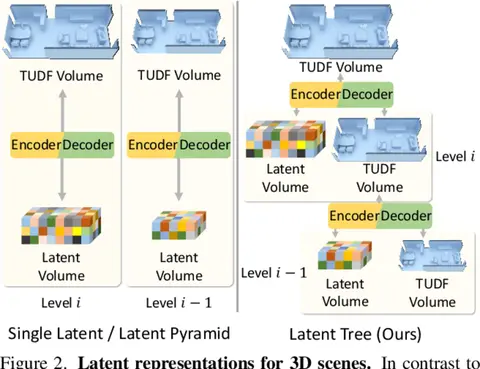 TUDF Volume
TUDF Volume
Encoder Decoder
Encoder Decoder
Latent
Volume
Latent
Volume
Level i
Level i − 1
Single Latent / Latent Pyramid
TUDF Volume
Encoder Decoder
Latent
Volume
TUDF
Volume
Level i
Encoder Decoder
Level i − 1
Latent
Volume
TUDF
Volume
Latent Tree (Ours)
Figure 2. Latent representations for 3D scenes. In contrast to